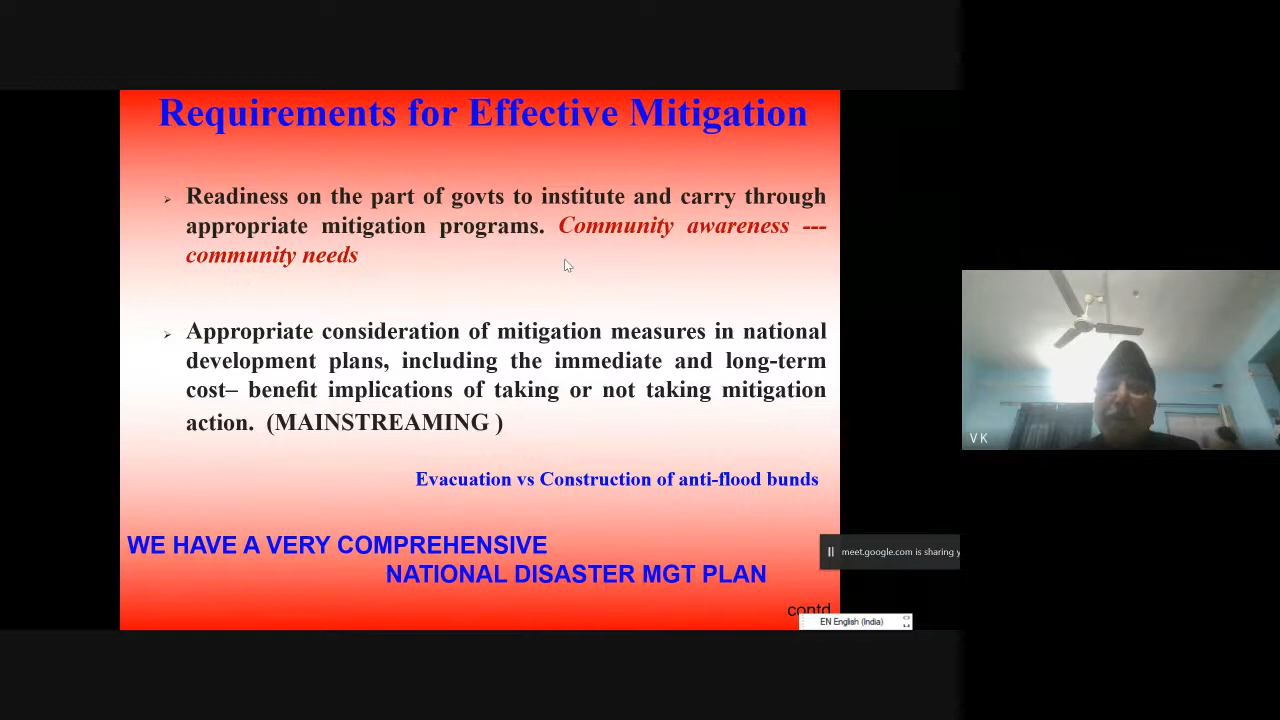 Requirements for Effective Mitigation
Readiness on the part of govts to institute and carry through
appropriate mitigation programs. Community awareness ---
community needs
Appropriate consideration of mitigation measures in national
development plans, including the immediate and long-term
cost– benefit implications of taking or not taking mitigation
action. (MAINSTREAMING )
Evacuation vs Construction of anti-flood bunds
WE HAVE A VERY COMPREHENSIVE
NATIONAL DISASTER MGT PLAN
contd
meet.google.com is sharing y
EN English (India)
V K